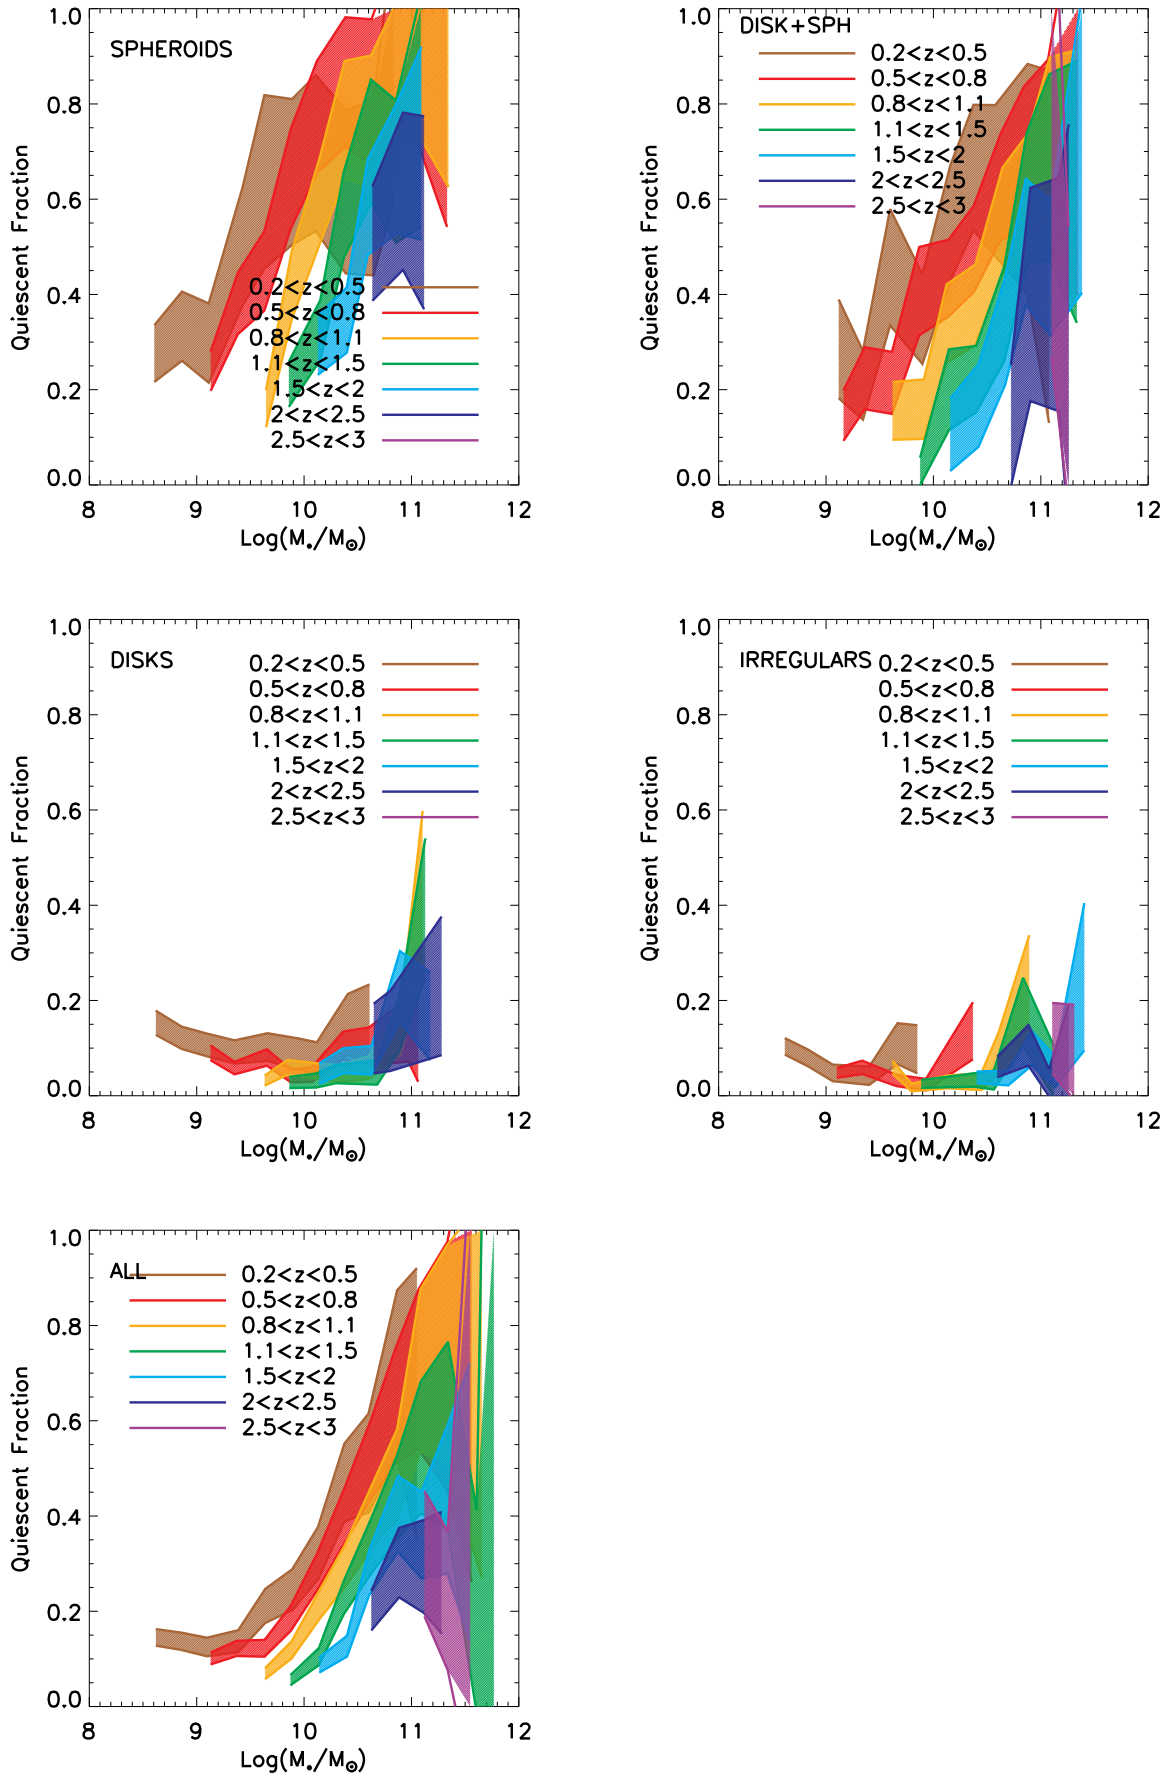 SPHEROIDS
Quiescent Fraction
1.0
0.8
0.6
0.4
0.2
0.0
0.2<z<0.5
0.5<z<0.8
0.8<z<1.1
1.1<z<1.5
1.5<z<2
2<z<2.5
2.5<z<3
8 9 10 11 12
Log(M*/M⊙)
DISK+SPH
Quiescent Fraction
1.0
0.8
0.6
0.4
0.2
0.0
0.2<z<0.5
0.5<z<0.8
0.8<z<1.1
1.1<z<1.5
1.5<z<2
2<z<2.5
2.5<z<3
8 9 10 11 12
Log(M*/M⊙)
DISKS
Quiescent Fraction
1.0
0.8
0.6
0.4
0.2
0.0
0.2<z<0.5
0.5<z<0.8
0.8<z<1.1
1.1<z<1.5
1.5<z<2
2<z<2.5
2.5<z<3
8 9 10 11 12
Log(M*/M⊙)
IRREGULARS
Quiescent Fraction
1.0
0.8
0.6
0.4
0.2
0.0
0.2<z<0.5
0.5<z<0.8
0.8<z<1.1
1.1<z<1.5
1.5<z<2
2<z<2.5
2.5<z<3
8 9 10 11 12
Log(M*/M⊙)
ALL
Quiescent Fraction
1.0
0.8
0.6
0.4
0.2
0.0
0.2<z<0.5
0.5<z<0.8
0.8<z<1.1
1.1<z<1.5
1.5<z<2
2<z<2.5
2.5<z<3
8 9 10 11 12
Log(M*/M⊙)